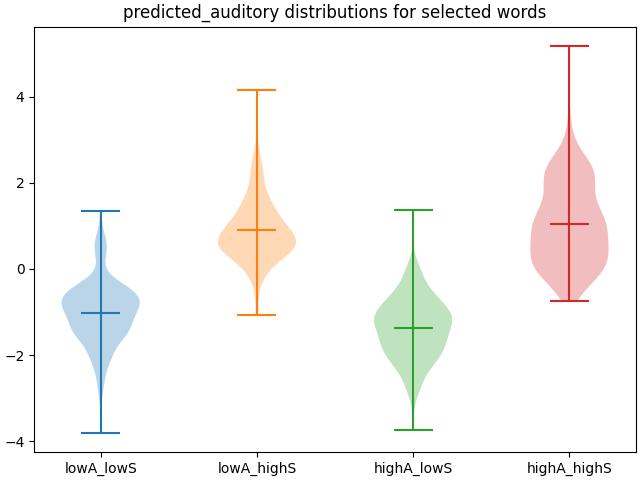 predicted_auditory distributions for selected words
4
2
0
−2
−4
lowA_lowS
lowA_highS
highA_lowS
highA_highS